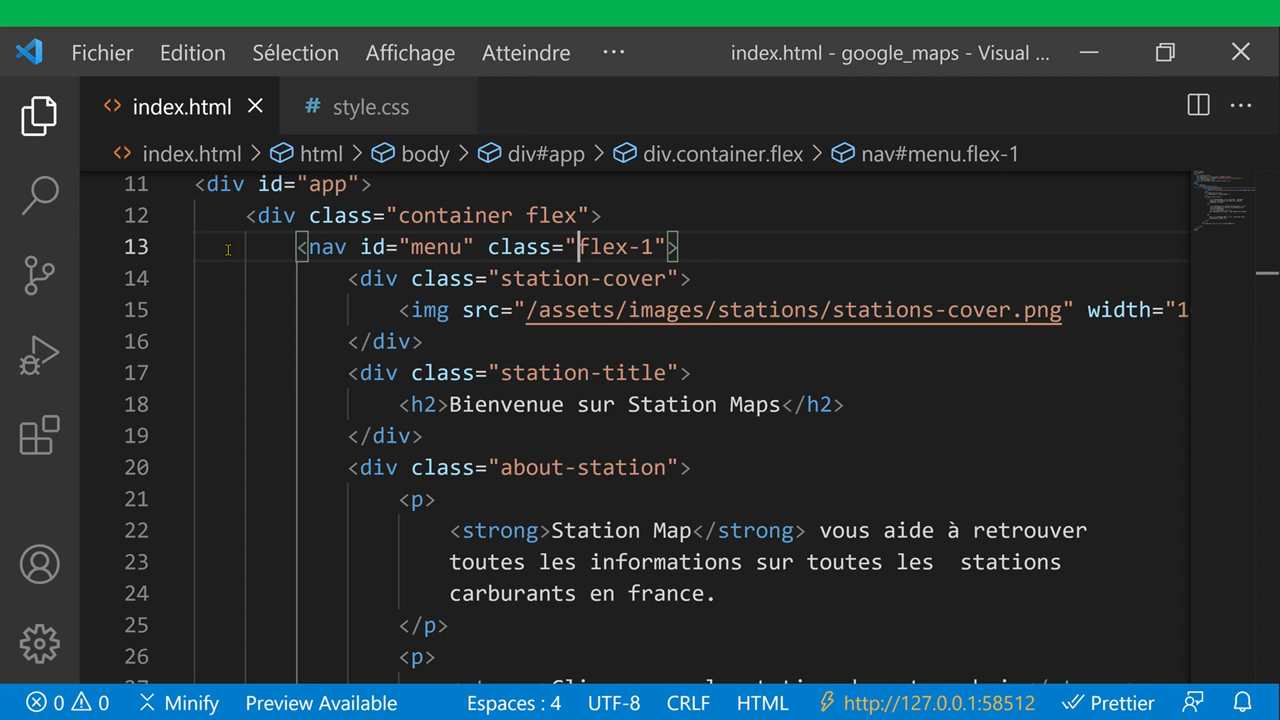 Fichier Edition Sélection Affichage Atteindre ··· index.html - google_maps - Visual ...
index.html style.css
index.html > html > body > div#app > div.container.flex > nav#menu.flex-1
11 <div id="app">
12 <div class="container flex">
13 <nav id="menu" class="flex-1">
14 <div class="station-cover">
15 <img src="/assets/images/stations/stations-cover.png" width="1
16 </div>
17 <div class="station-title">
18 <h2>Bienvenue sur Station Maps</h2>
19 </div>
20 <div class="about-station">
21 <p>
22 <strong>Station Map</strong> vous aide à retrouver
23 toutes les informations sur toutes les  stations
24 carburants en france.
25 </p>
26 <p>
0 0 Minify Preview Available Espaces : 4 UTF-8 CRLF HTML http://127.0.0.1:58512 Prettier